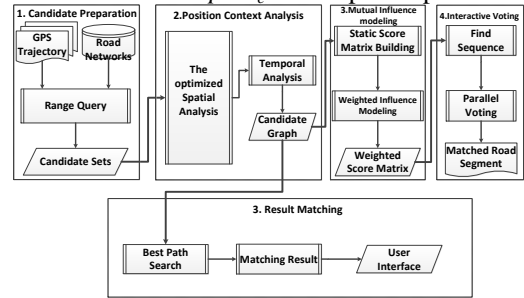 1. Candidate Preparation
GPS
Trajectory
Road
Networks
Range Query
Candidate Sets
2.Position Context Analysis
The
optimized
Spatial
Analysis
Temporal
Analysis
Candidate
Graph
3.Mutual Influence
modeling
Static Score
Matrix Building
Weighted Influence
Modeling
Weighted
Score Matrix
4.Interactive Voting
Find
Sequence
Parallel
Voting
Matched Road
Segment
3. Result Matching
Best Path
Search
Matching Result
User
Interface